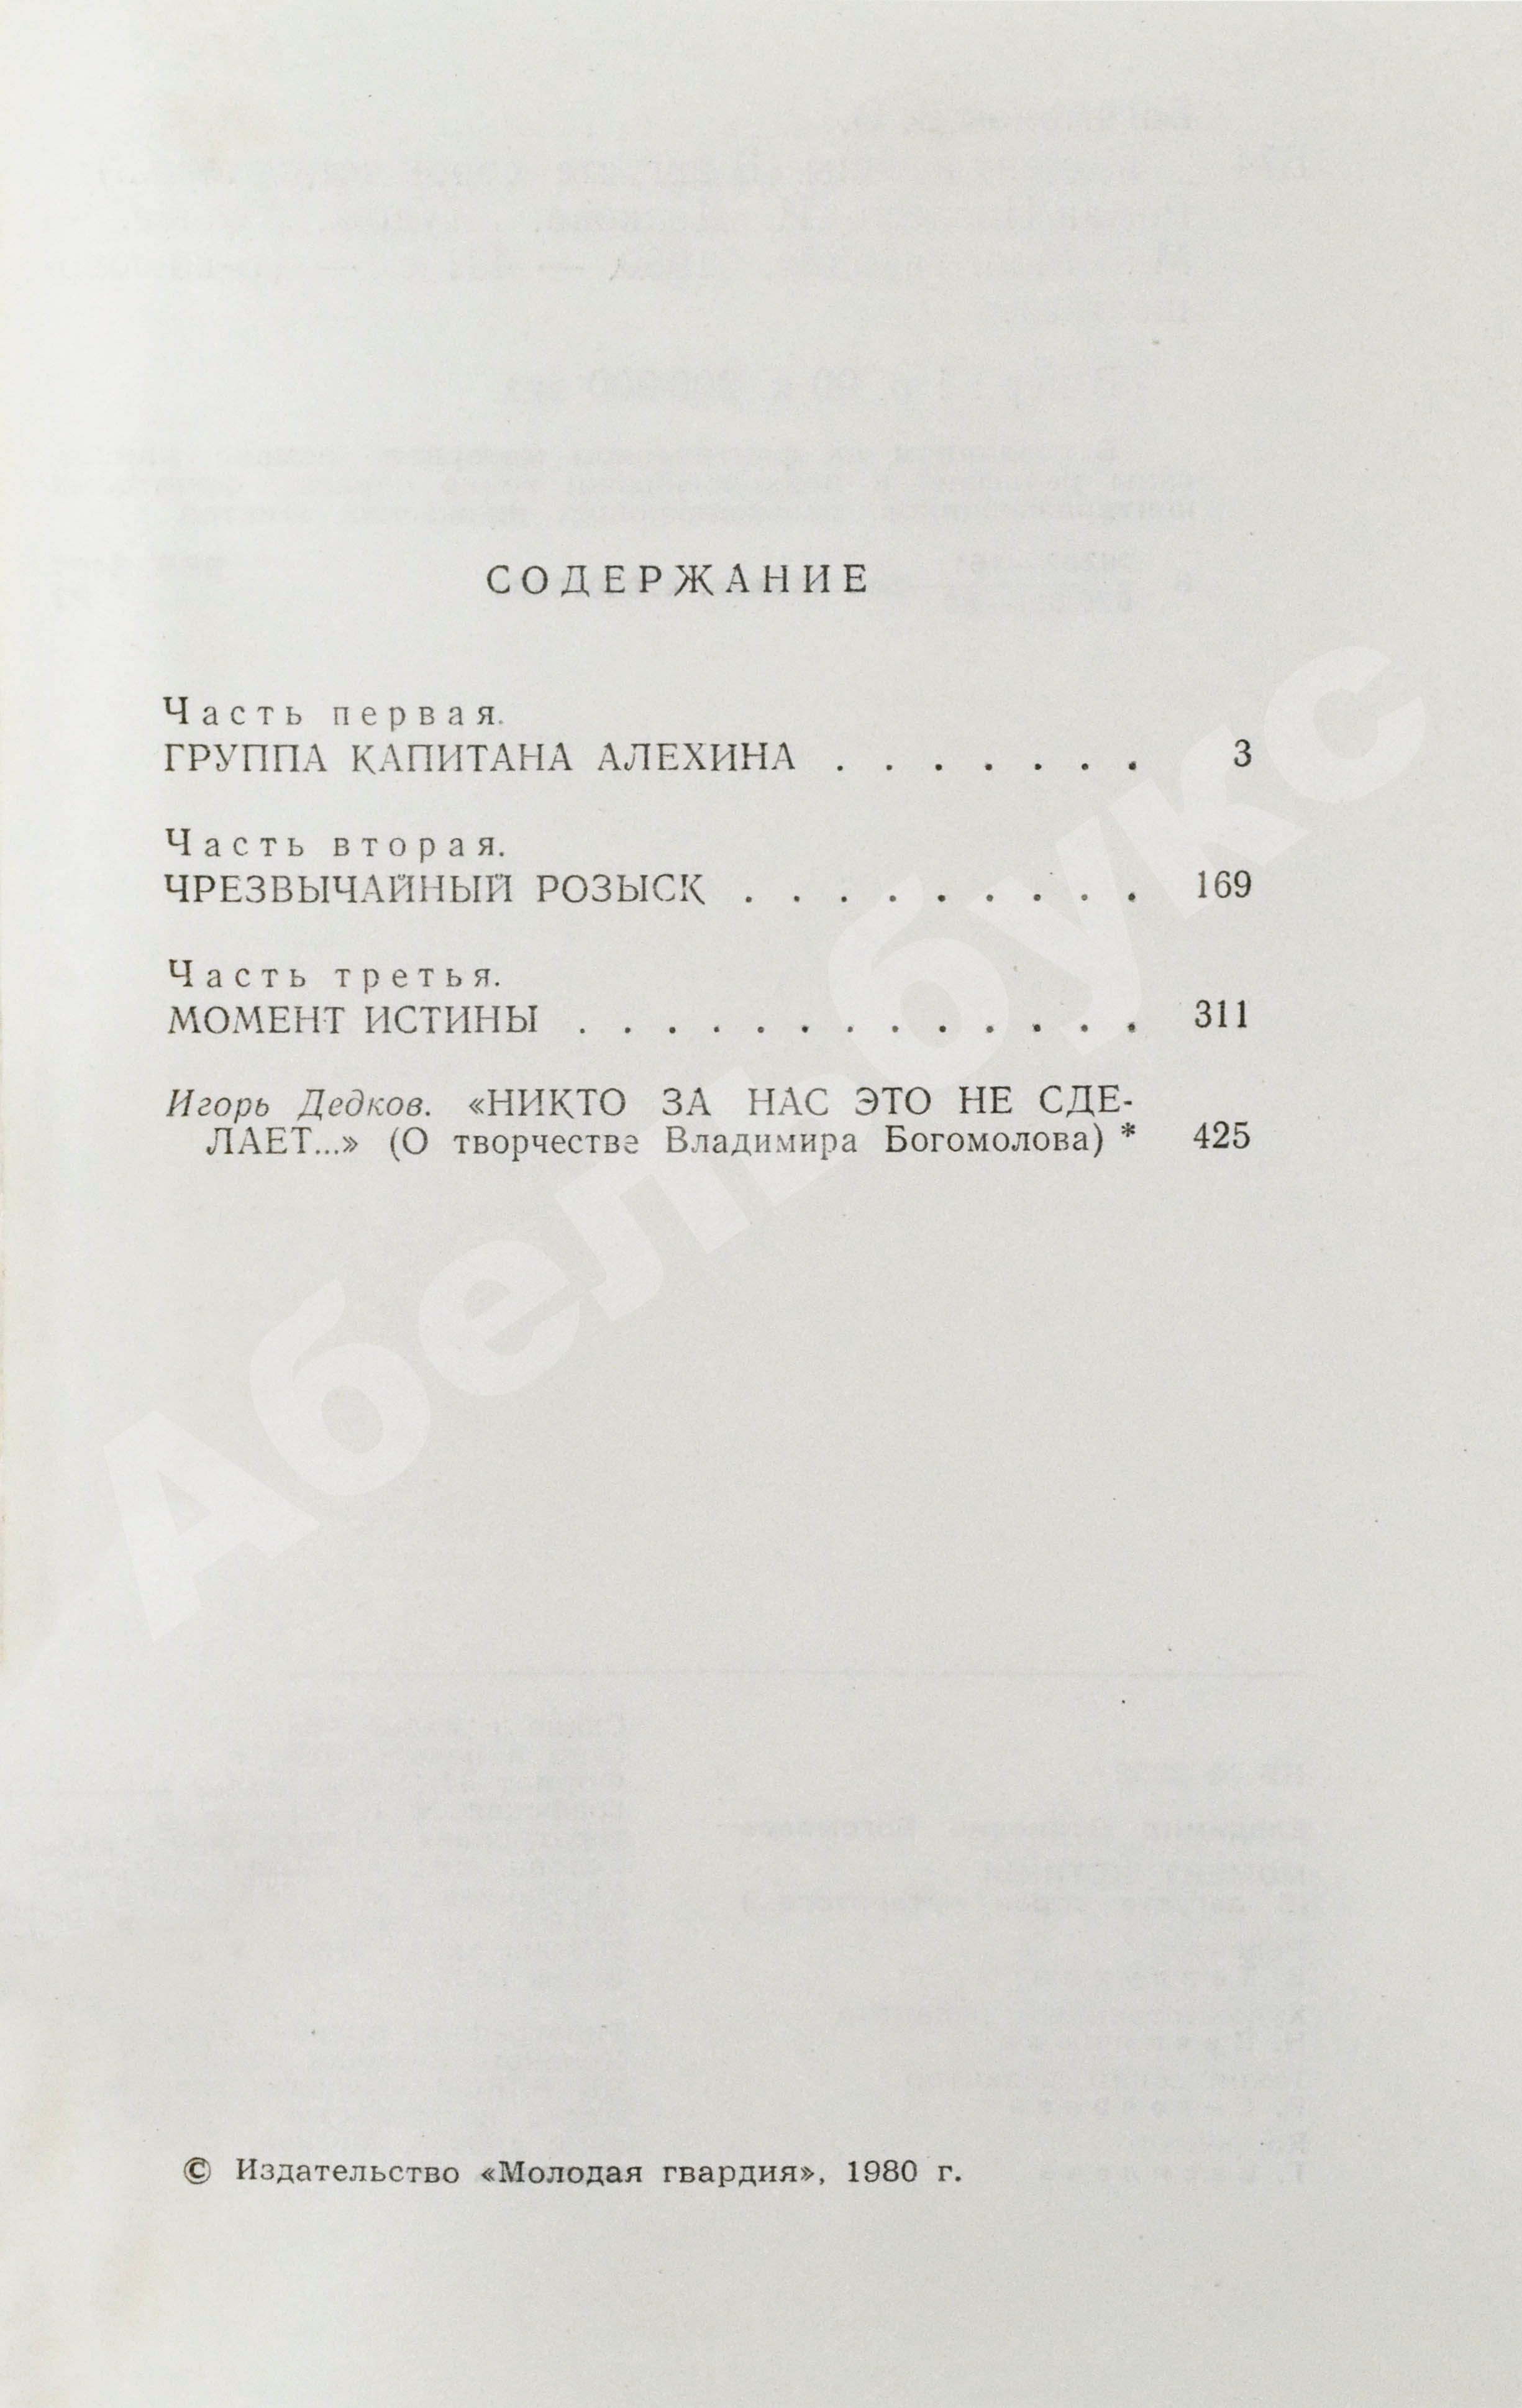 СОДЕРЖАНИЕ
Часть первая.
ГРУППА КАПИТАНА АЛЕХИНА . . . . . . . 3
Часть вторая.
ЧРЕЗВЫЧАЙНЫЙ РОЗЫСК . . . . . . . . . 169
Часть третья.
МОМЕНТ ИСТИНЫ . . . . . . . . . . . . . 311
Игорь Дедков. «НИКТО ЗА НАС ЭТО НЕ СДЕ-
ЛАЕТ...» (О творчестве Владимира Богомолова) * 425
Абельбукс
© Издательство «Молодая гвардия», 1980 г.